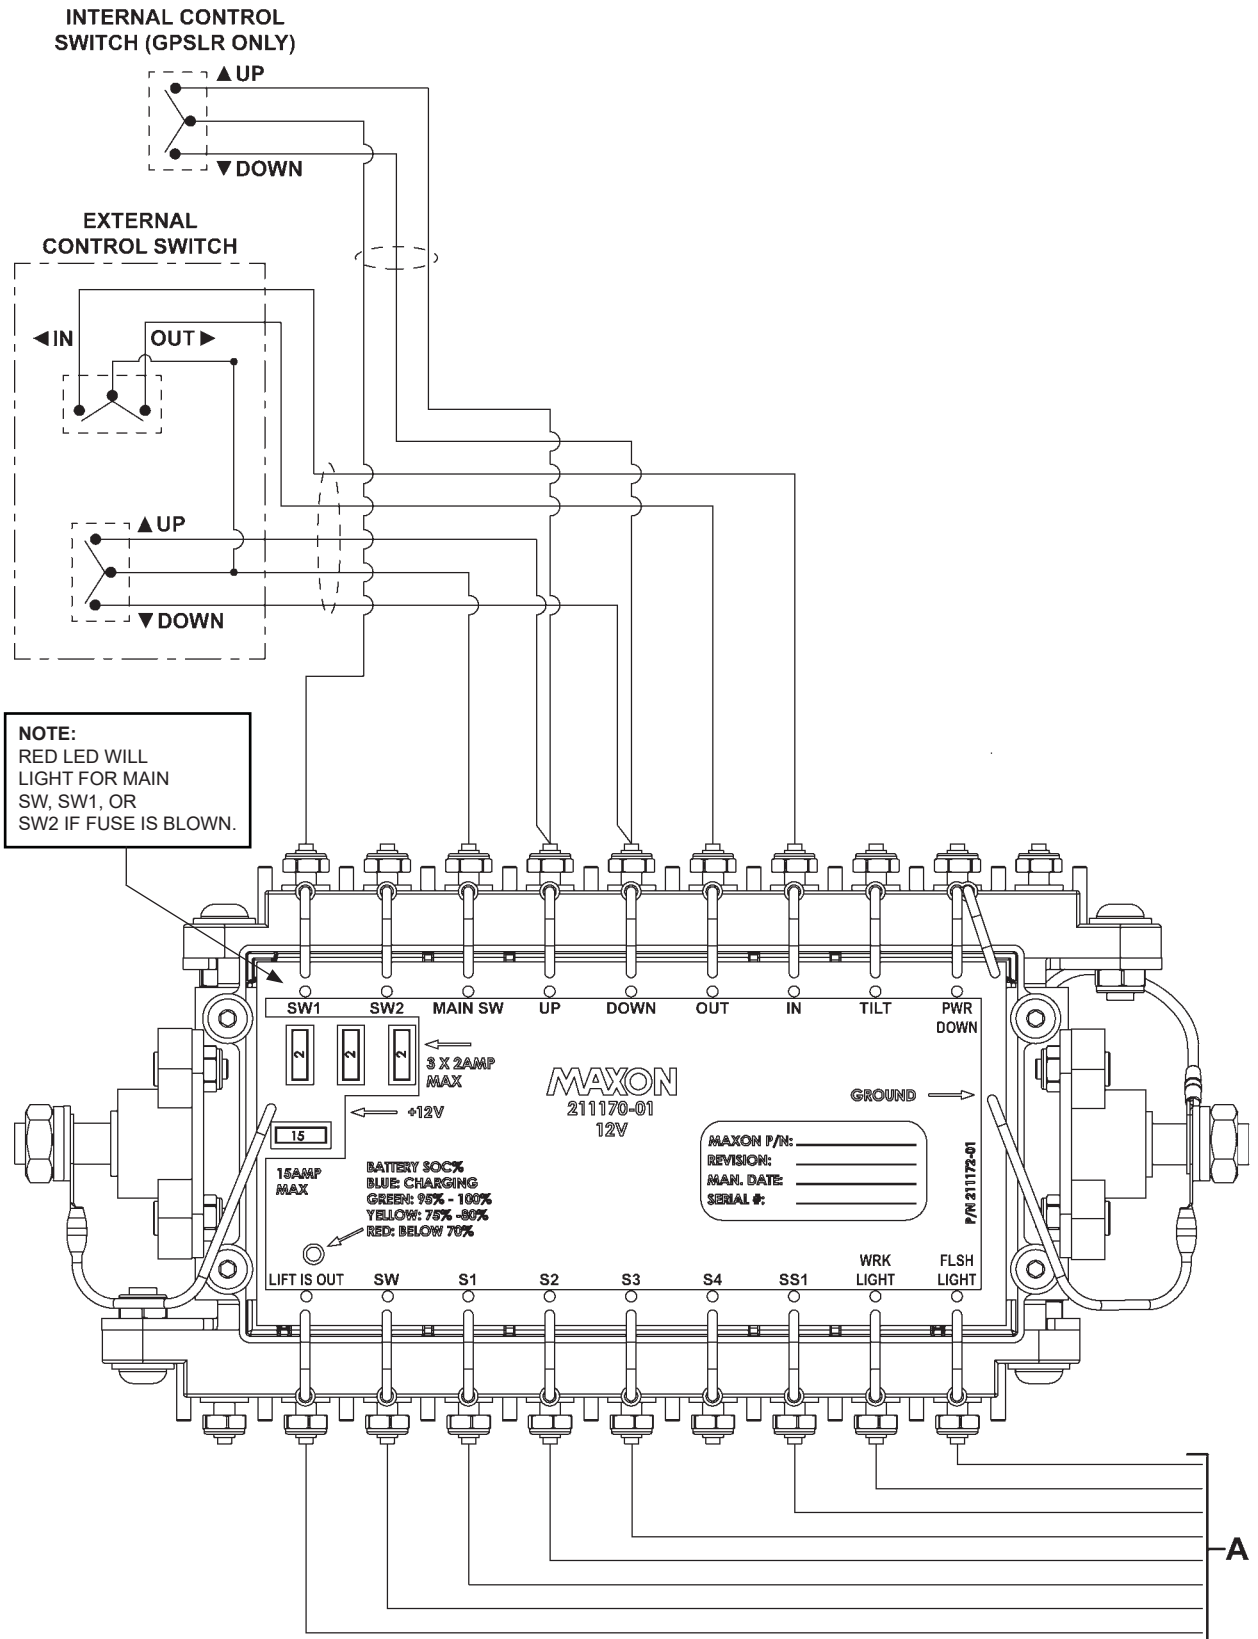 INTERNAL CONTROL
SWITCH (GPSLR ONLY)
▲UP
▼DOWN
EXTERNAL
CONTROL SWITCH
◄IN
OUT►
▲UP
▼DOWN
NOTE:
RED LED WILL
LIGHT FOR MAIN
SW, SW1, OR
SW2 IF FUSE IS BLOWN.
SW1
SW2
MAIN SW
UP
DOWN
OUT
IN
TILT
PWR
DOWN
2
2
2
3 X 2AMP
MAX
+12V
MAXON
211170-01
12V
GROUND
15
15AMP
MAX
BATTERY SOC%
BLUE: CHARGING
GREEN: 95% - 100%
YELLOW: 75% -80%
RED: BELOW 70%
MAXON P/N:
REVISION:
MAN. DATE:
SERIAL #:
P/N 211172-01
LIFT IS OUT
SW
S1
S2
S3
S4
SS1
WRK
LIGHT
FLSH
LIGHT
A